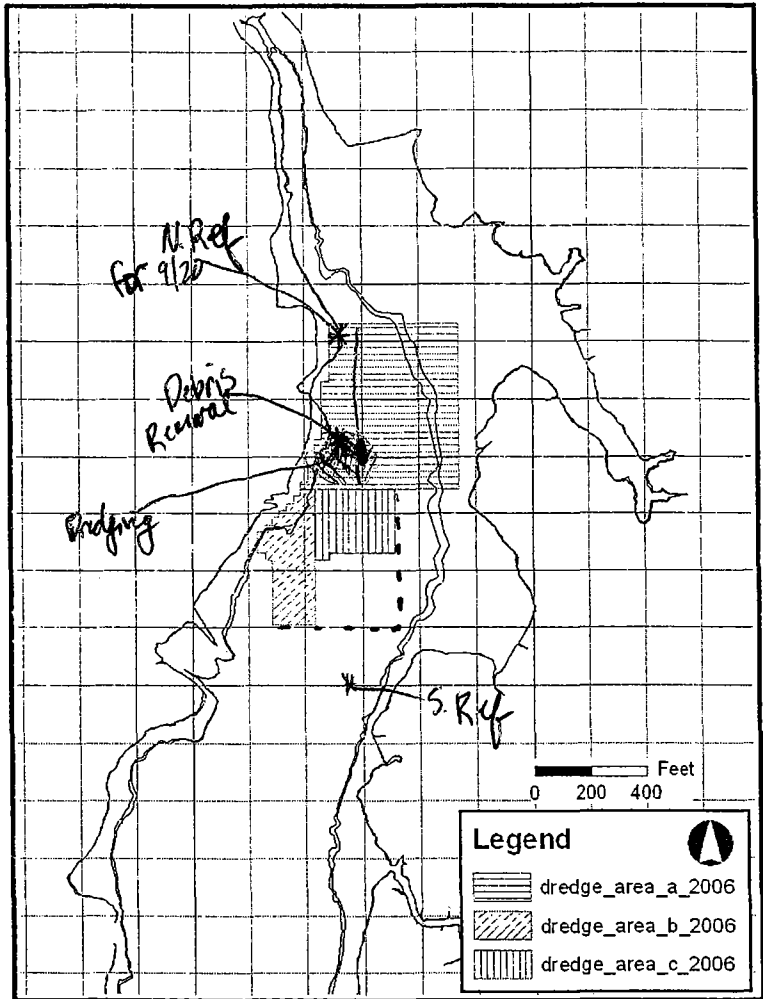 N. Ref
for 9/20
Debris
Removal
Dredging
S. Ref
Feet
0 200 400
Legend
dredge_area_a_2006
dredge_area_b_2006
dredge_area_c_2006